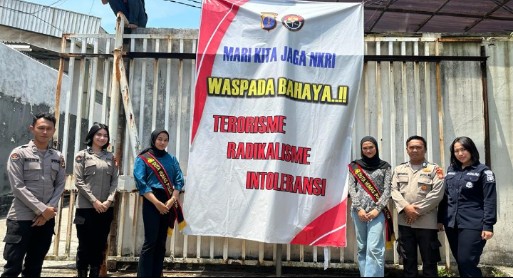 MARI KITA JAGA NKRI
WASPADA BAHAYA..!!
TERORISME
RADIKALISME
INTOLERANSI